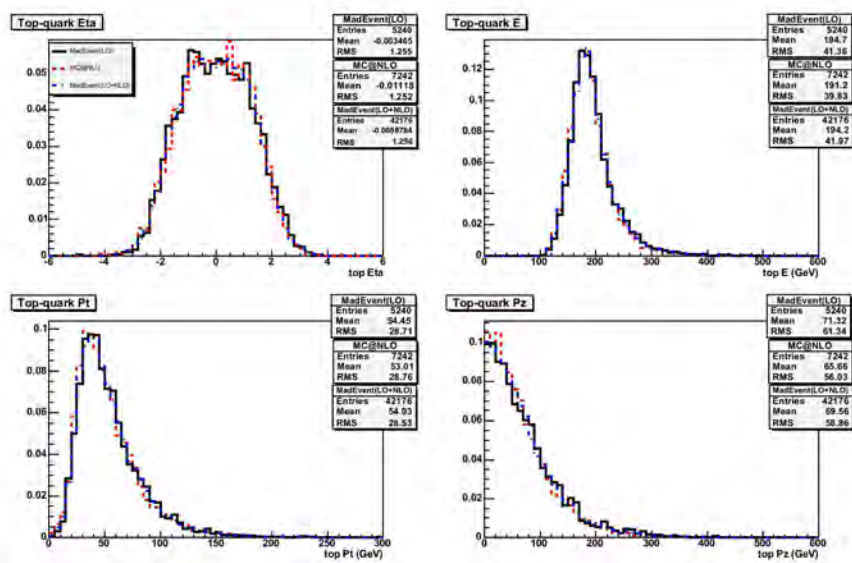 Top-quark Eta
MadEvent(LO)
Entries 5240
Mean -0.003465
RMS 1.255
MC@NLO
Entries 7242
Mean -0.01118
RMS 1.252
MadEvent(LO+NLO)
Entries 42176
RMS 1.256
MadEvent(LO)
MC@NLO
MadEvent(LO+NLO)
0.05
0.04
0.03
0.02
0.01
0
-6 -4 -2 0 2 4 6
top Eta
Top-quark E
MadEvent(LO)
Entries 5240
Mean 194.7
RMS 41.36
MC@NLO
Entries 7242
Mean 191.2
RMS 39.83
MadEvent(LO+NLO)
Entries 42176
Mean 194.2
RMS 41.97
0.12
0.1
0.08
0.06
0.04
0.02
0
0 100 200 300 400 500 600
top E (GeV)
Top-quark Pt
MadEvent(LO)
Entries 5240
Mean 54.45
RMS 28.71
MC@NLO
Entries 7242
Mean 53.01
RMS 28.76
MadEvent(LO+NLO)
Entries 42176
Mean 54.03
RMS 28.53
0.1
0.08
0.06
0.04
0.02
0
0 50 100 150 200 250 300
top Pt (GeV)
Top-quark Pz
MadEvent(LO)
Entries 5240
Mean 71.32
RMS 61.34
MC@NLO
Entries 7242
Mean 65.66
RMS 56.03
MadEvent(LO+NLO)
Entries 42176
Mean 69.56
RMS 58.86
0.1
0.08
0.06
0.04
0.02
0
0 100 200 300 400 500 600
top Pz (GeV)